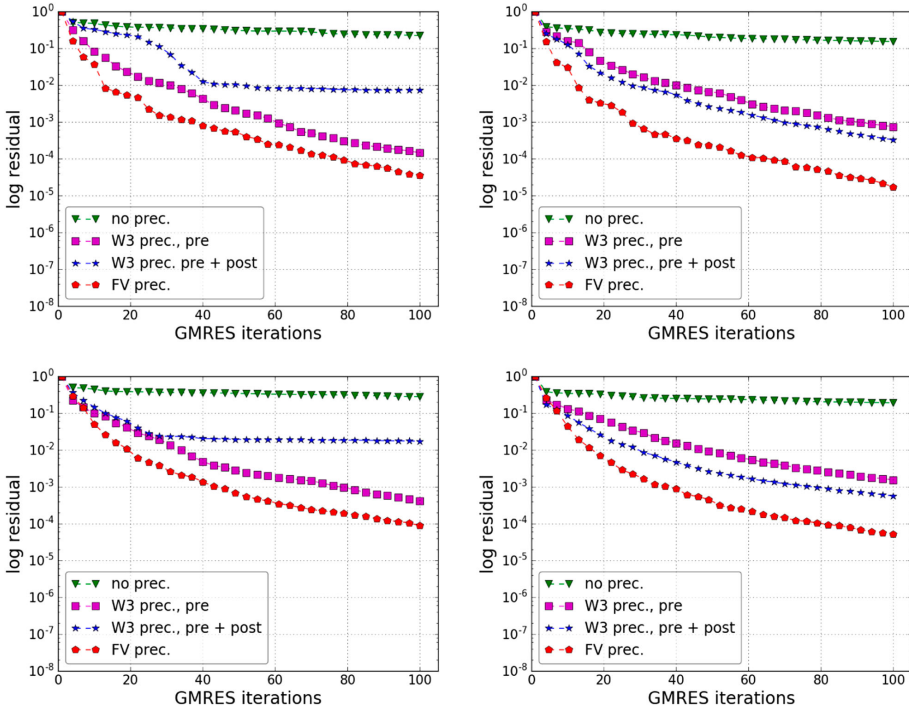 10^0
10^-1
10^-2
10^-3
10^-4
10^-5
10^-6
10^-7
10^-8
log residual
no prec.
W3 prec., pre
W3 prec. pre + post
FV prec.
0 20 40 60 80 100
GMRES iterations
10^0
10^-1
10^-2
10^-3
10^-4
10^-5
10^-6
10^-7
10^-8
log residual
no prec.
W3 prec., pre
W3 prec., pre + post
FV prec.
0 20 40 60 80 100
GMRES iterations
10^0
10^-1
10^-2
10^-3
10^-4
10^-5
10^-6
10^-7
10^-8
log residual
no prec.
W3 prec., pre
W3 prec., pre + post
FV prec.
0 20 40 60 80 100
GMRES iterations
10^0
10^-1
10^-2
10^-3
10^-4
10^-5
10^-6
10^-7
10^-8
log residual
no prec.
W3 prec., pre
W3 prec., pre + post
FV prec.
0 20 40 60 80 100
GMRES iterations